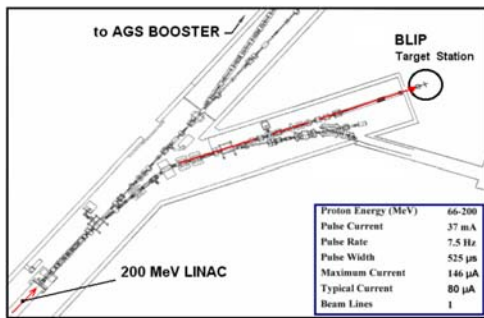 to AGS BOOSTER
BLIP
Target Station
200 MeV LINAC
Proton Energy (MeV) 66-200
Pulse Current 37 mA
Pulse Rate 7.5 Hz
Pulse Width 525 μs
Maximum Current 146 μA
Typical Current 80 μA
Beam Lines 1